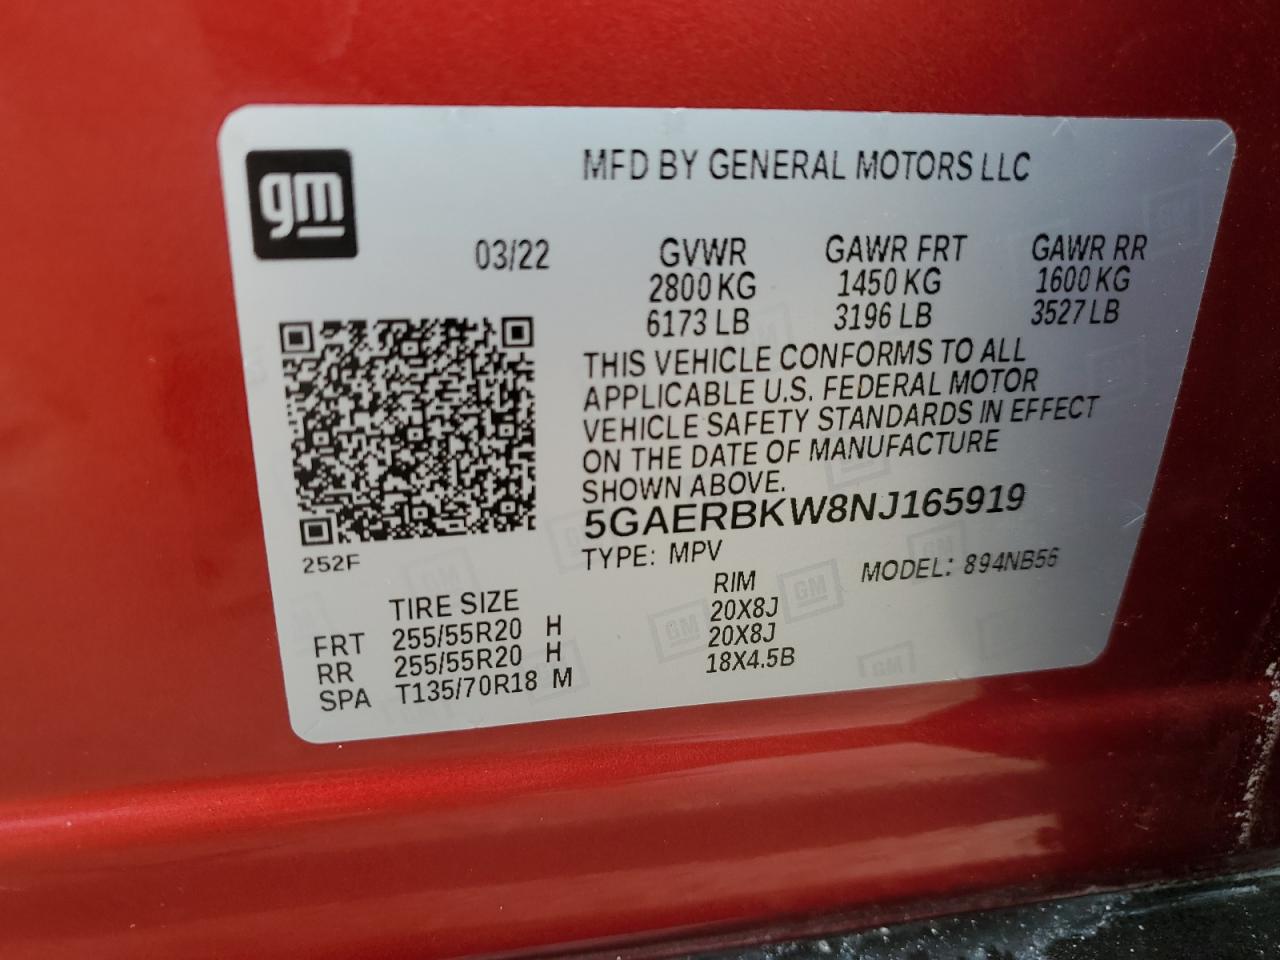 gm
MFD BY GENERAL MOTORS LLC
03/22 GVWR GAWR FRT GAWR RR
2800 KG 1450 KG 1600 KG
6173 LB 3196 LB 3527 LB
THIS VEHICLE CONFORMS TO ALL
APPLICABLE U.S. FEDERAL MOTOR
VEHICLE SAFETY STANDARDS IN EFFECT
ON THE DATE OF MANUFACTURE
SHOWN ABOVE.
5GAERBKW8NJ165919
252F
TYPE: MPV MODEL: 894NB56
TIRE SIZE RIM
FRT 255/55R20 H 20X8J
RR 255/55R20 H 20X8J
SPA T135/70R18 M 18X4.5B
GM
GM
GM